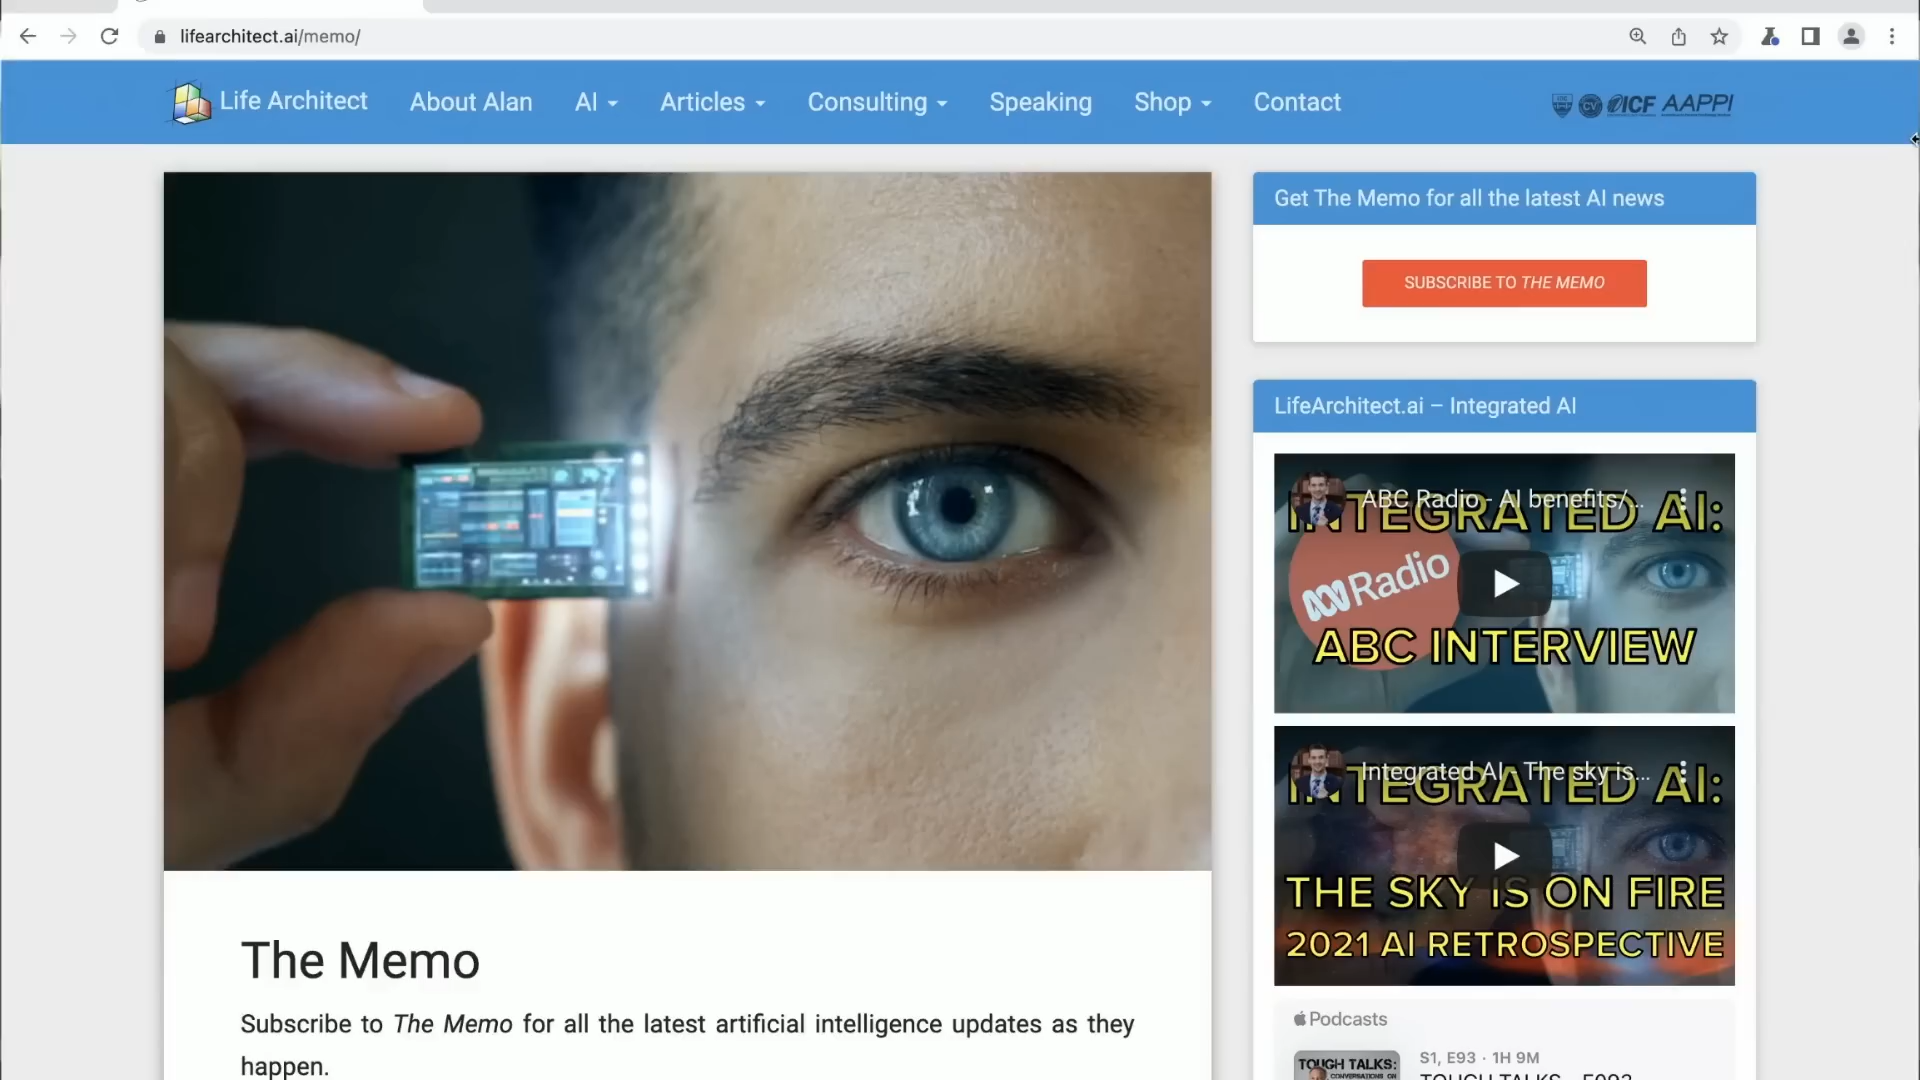 lifearchitect.ai/memo/
Life Architect
About Alan
AI
Articles
Consulting
Speaking
Shop
Contact
ICF AAPPI
Get The Memo for all the latest AI news
SUBSCRIBE TO THE MEMO
LifeArchitect.ai – Integrated AI
ABC Radio - AI benefits/...
INTEGRATED AI:
Radio
ABC INTERVIEW
Integrated AI - The sky is...
INTEGRATED AI:
THE SKY IS ON FIRE
2021 AI RETROSPECTIVE
Podcasts
S1, E93 · 1H 9M
TOUGH TALKS:
TOUGH TALKS - E093
The Memo
Subscribe to The Memo for all the latest artificial intelligence updates as they
happen.